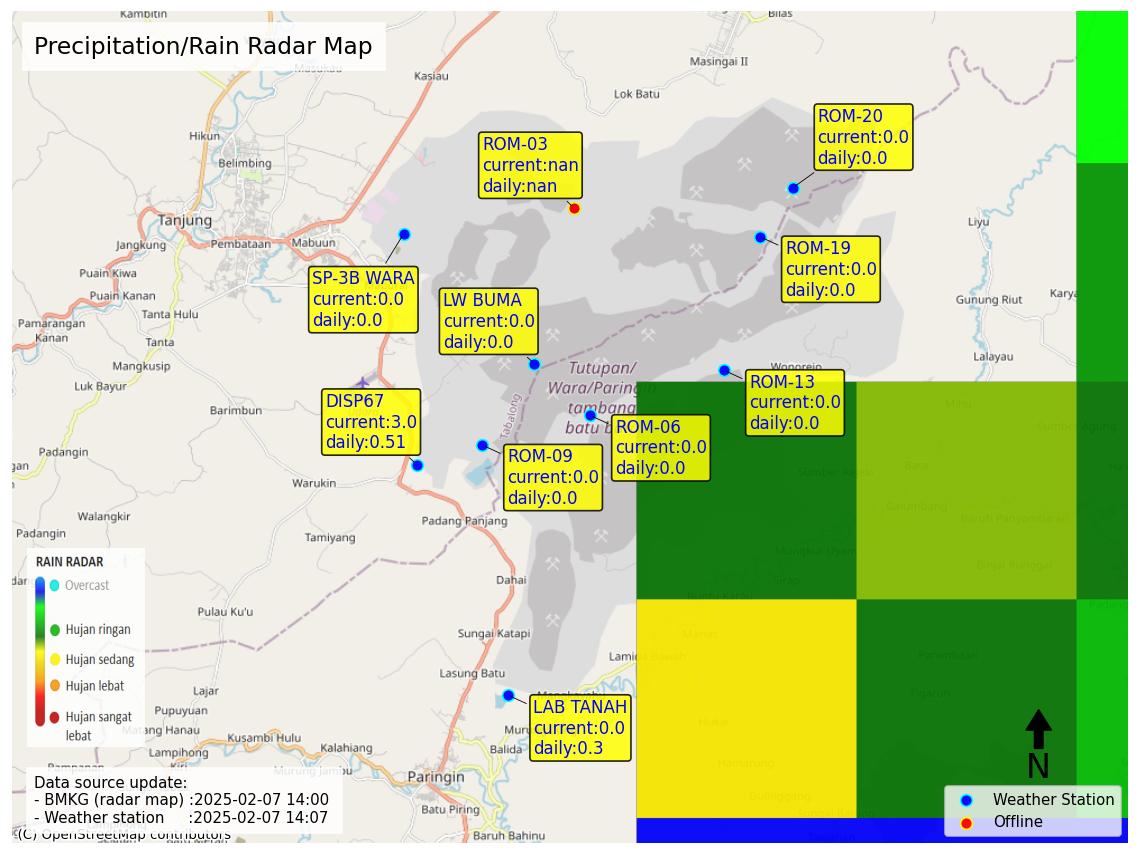 Kambitin
Bilas
Precipitation/Rain Radar Map
Masukau
Kasiau
Masingai II
Lok Batu
Hikun
Belimbing
ROM-03
current:nan
daily:nan
ROM-20
current:0.0
daily:0.0
Tanjung
Jangkung
Pembataan
Mabuun
Liyu
Puain Kiwa
Puain Kanan
SP-3B WARA
current:0.0
daily:0.0
ROM-19
current:0.0
daily:0.0
LW BUMA
current:0.0
daily:0.0
Gunung Riut
Karya
Tanta Hulu
Pamarangan
Kanan
Tanta
Mangkusip
Luk Bayur
Lalayau
Wonorejo
Tutupan/
Wara/Paringin
tambang
batu b
ROM-13
current:0.0
daily:0.0
DISP67
current:3.0
daily:0.51
Tabalong
Barimbun
ROM-06
current:0.0
daily:0.0
ROM-09
current:0.0
daily:0.0
gan
Warukin
Walangkir
Padangin
Padang Panjang
Tamiyang
Dahai
RAIN RADAR
Overcast
Hujan ringan
Hujan sedang
Hujan lebat
Hujan sangat
lebat
Pulau Ku'u
Sungai Katapi
Lasung Batu
Lajar
Pupuyuan
Matang Hanau
Lampihong
Kusambi Hulu
Kalahiang
Murung Jambu
LAB TANAH
current:0.0
daily:0.3
Balida
Paringin
Batu Piring
Baruh Bahinu
Data source update:
- BMKG (radar map) :2025-02-07 14:00
- Weather station :2025-02-07 14:07
(C) OpenStreetMap contributors
N
Weather Station
Offline